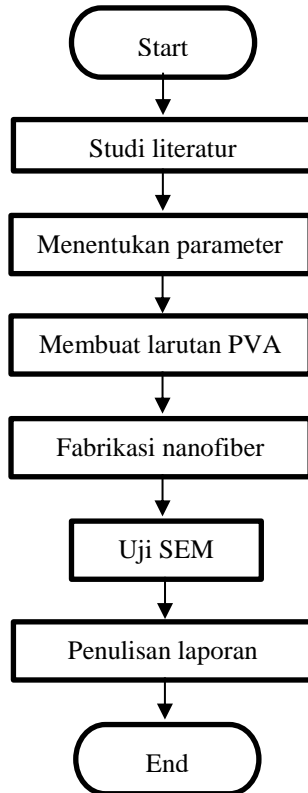 Start
Studi literatur
Menentukan parameter
Membuat larutan PVA
Fabrikasi nanofiber
Uji SEM
Penulisan laporan
End